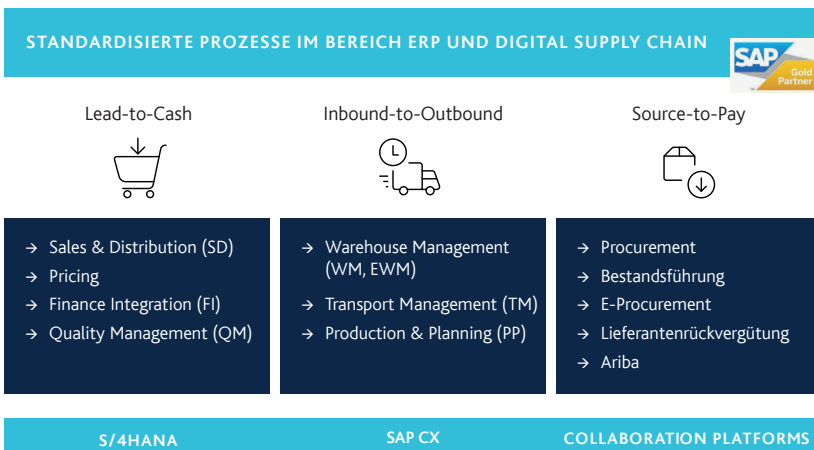 STANDARDISIERTE PROZESSE IM BEREICH ERP UND DIGITAL SUPPLY CHAIN
SAP
Gold
Partner
Lead-to-Cash
Inbound-to-Outbound
Source-to-Pay
→ Sales & Distribution (SD)
→ Pricing
→ Finance Integration (FI)
→ Quality Management (QM)
→ Warehouse Management
(WM, EWM)
→ Transport Management (TM)
→ Production & Planning (PP)
→ Procurement
→ Bestandsführung
→ E-Procurement
→ Lieferantenrückvergütung
→ Ariba
S/4HANA
SAP CX
COLLABORATION PLATFORMS